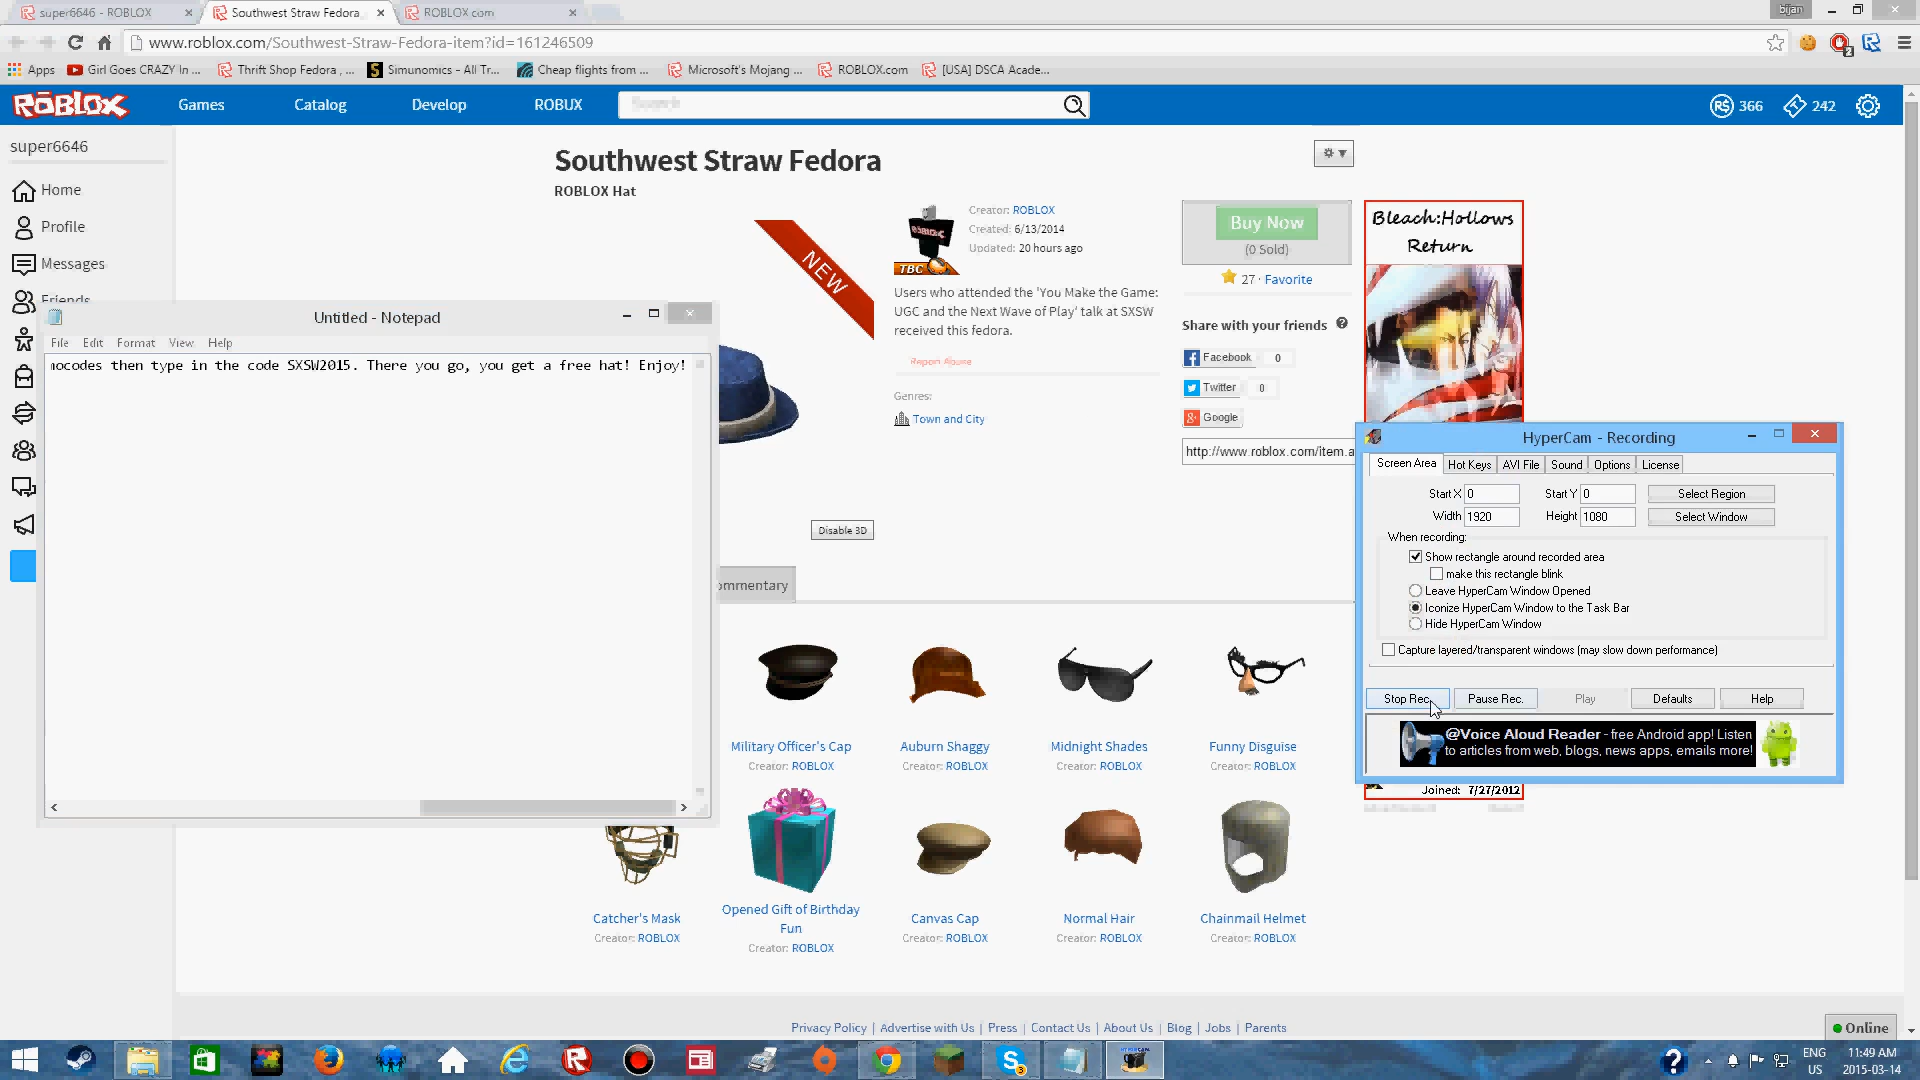 super6646 - ROBLOX
Southwest Straw Fedora
ROBLOX.com
bijan
www.roblox.com/Southwest-Straw-Fedora-item?id=161246509
2
Apps
Girl Goes CRAZY In ...
Thrift Shop Fedora , ...
Simunomics - All Tr...
Cheap flights from ...
Microsoft's Mojang ...
ROBLOX.com
[USA] DSCA Acade...
ROBLOX
Games
Catalog
Develop
ROBUX
Search
R$ 366
242
super6646
Home
Profile
Messages
Friends
Southwest Straw Fedora
ROBLOX Hat
NEW
TBC
Creator: ROBLOX
Created: 6/13/2014
Updated: 20 hours ago
Users who attended the 'You Make the Game:
UGC and the Next Wave of Play' talk at SXSW
received this fedora.
Report Abuse
Genres:
Town and City
Buy Now
(0 Sold)
27 · Favorite
Share with your friends
Facebook 0
Twitter 0
Google
http://www.roblox.com/item.a
Disable 3D
ommentary
Bleach:Hollows
Return
Joined: 7/27/2012
Untitled - Notepad
File Edit Format View Help
mocodes then type in the code SXSW2015. There you go, you get a free hat! Enjoy!
HyperCam - Recording
Screen Area
Hot Keys
AVI File
Sound
Options
License
Start X 0
Start Y 0
Select Region
Width 1920
Height 1080
Select Window
When recording:
Show rectangle around recorded area
make this rectangle blink
Leave HyperCam Window Opened
Iconize HyperCam Window to the Task Bar
Hide HyperCam Window
Capture layered/transparent windows (may slow down performance)
Stop Rec.
Pause Rec.
Play
Defaults
Help
@Voice Aloud Reader - free Android app! Listen
to articles from web, blogs, news apps, emails more!
Military Officer's Cap
Creator: ROBLOX
Auburn Shaggy
Creator: ROBLOX
Midnight Shades
Creator: ROBLOX
Funny Disguise
Creator: ROBLOX
Catcher's Mask
Creator: ROBLOX
Opened Gift of Birthday
Fun
Creator: ROBLOX
Canvas Cap
Creator: ROBLOX
Normal Hair
Creator: ROBLOX
Chainmail Helmet
Creator: ROBLOX
Privacy Policy | Advertise with Us | Press | Contact Us | About Us | Blog | Jobs | Parents
Online
ENG
US
11:49 AM
2015-03-14